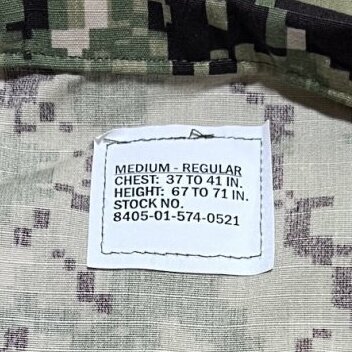 MEDIUM - REGULAR
CHEST: 37 TO 41 IN.
HEIGHT: 67 TO 71 IN.
STOCK NO.
8405-01-574-0521